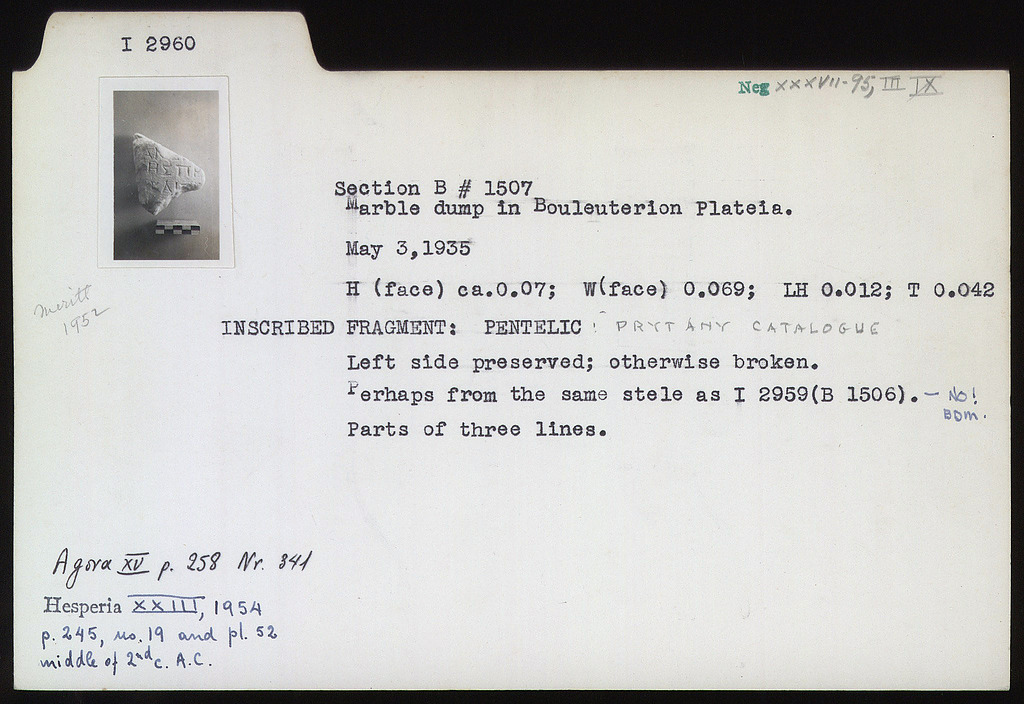 I 2960
Neg XXXVII-95, III IX
Section B # 1507
Marble dump in Bouleuterion Plateia.
May 3,1935
H (face) ca.0.07; W(face) 0.069; LH 0.012; T 0.042
Meritt
1952
INSCRIBED FRAGMENT: PENTELIC : PRYTANY CATALOGUE
Left side preserved; otherwise broken.
Perhaps from the same stele as I 2959(B 1506). – No!
BDM.
Parts of three lines.
Agora XV p. 258 Nr. 341
Hesperia XXIII, 1954
p. 245, no. 19 and pl. 52
middle of 2nd c. A.C.